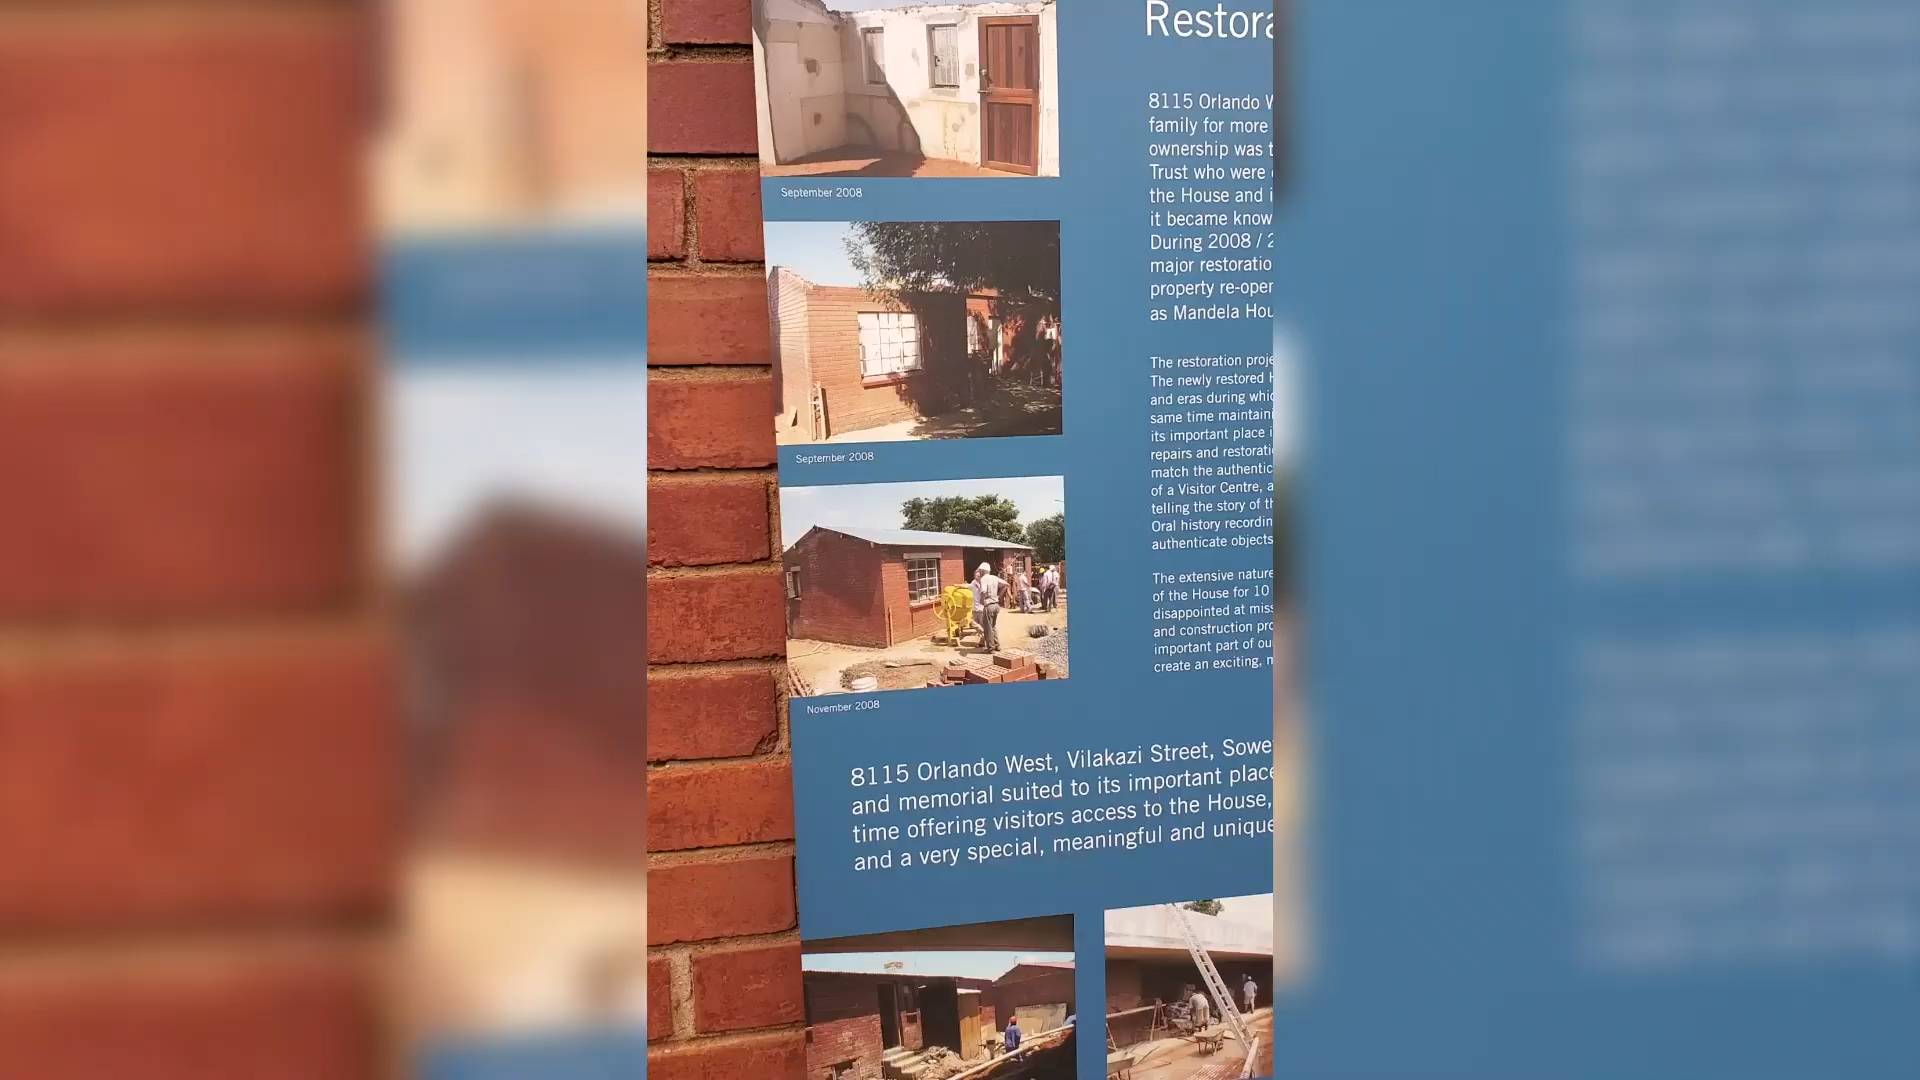 Restora
8115 Orlando W
family for more
ownership was t
Trust who were
the House and i
it became know
During 2008 / 2
major restoratio
property re-oper
as Mandela Hou
The restoration proje
The newly restored H
and eras during whic
same time maintaini
its important place i
repairs and restoratio
match the authentic
of a Visitor Centre, a
telling the story of th
Oral history recordin
authenticate objects
The extensive nature
of the House for 10
disappointed at miss
and construction pro
important part of ou
create an exciting, m
September 2008
September 2008
November 2008
8115 Orlando West, Vilakazi Street, Sowe
and memorial suited to its important place
time offering visitors access to the House,
and a very special, meaningful and unique